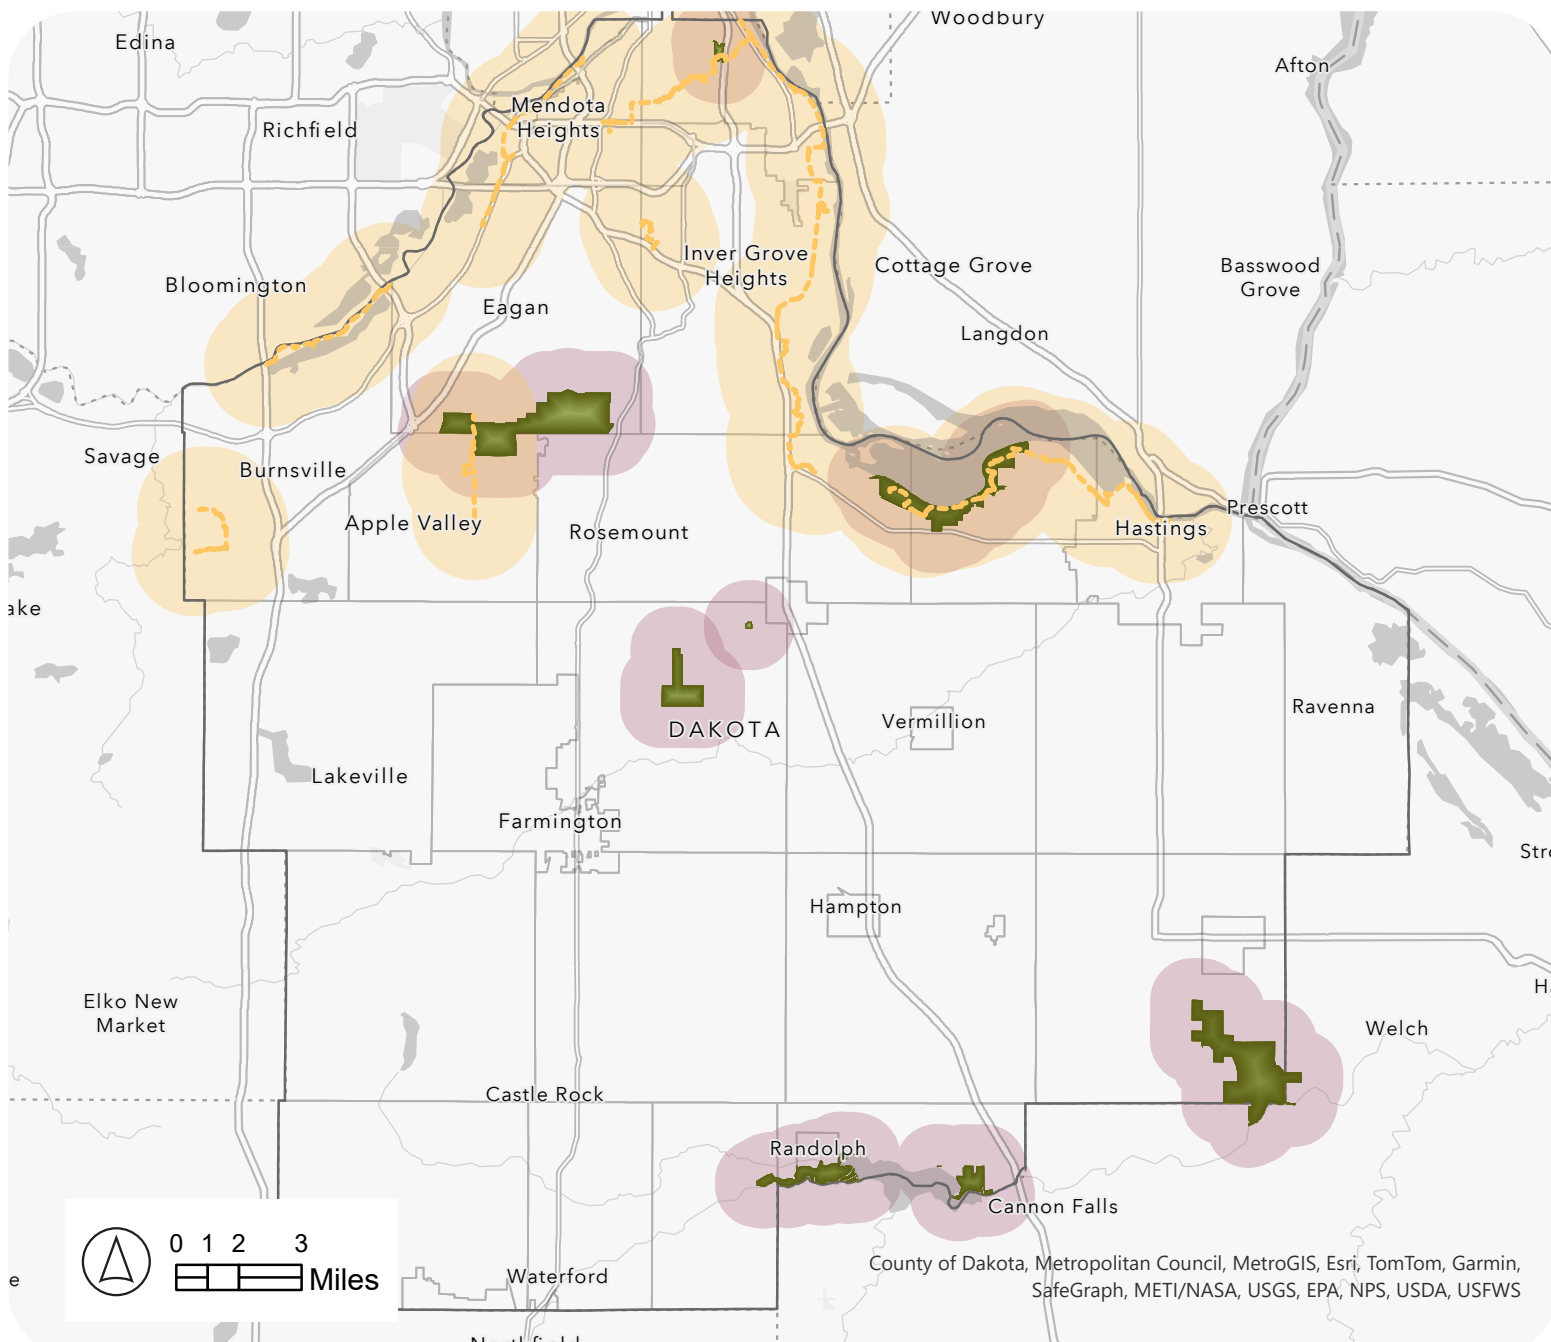 Woodbury
Edina
Afton
Mendota
Heights
Richfield
Inver Grove
Heights
Cottage Grove
Basswood
Grove
Bloomington
Eagan
Langdon
Savage
Burnsville
Prescott
Apple Valley
Rosemount
Hastings
ake
Ravenna
Vermillion
DAKOTA
Lakeville
Farmington
Str
Hampton
H
Elko New
Market
Welch
Castle Rock
Randolph
Cannon Falls
0 1 2 3
Miles
e
Waterford
County of Dakota, Metropolitan Council, MetroGIS, Esri, TomTom, Garmin,
SafeGraph, METI/NASA, USGS, EPA, NPS, USDA, USFWS